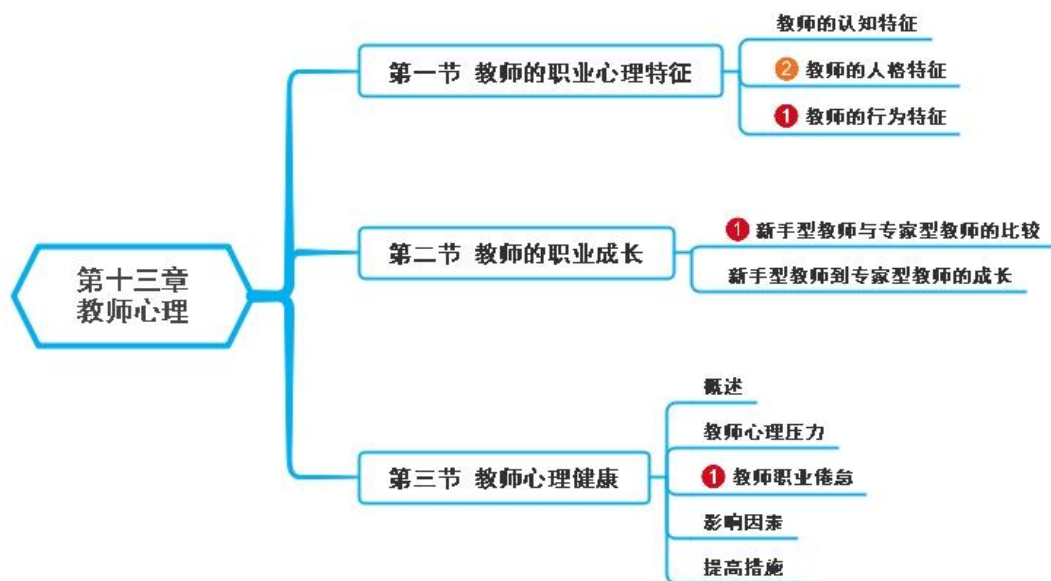 第十三章
教师心理
第一节 教师的职业心理特征
教师的认知特征
2 教师的人格特征
1 教师的行为特征
第二节 教师的职业成长
1 新手型教师与专家型教师的比较
新手型教师到专家型教师的成长
第三节 教师心理健康
概述
教师心理压力
1 教师职业倦怠
影响因素
提高措施